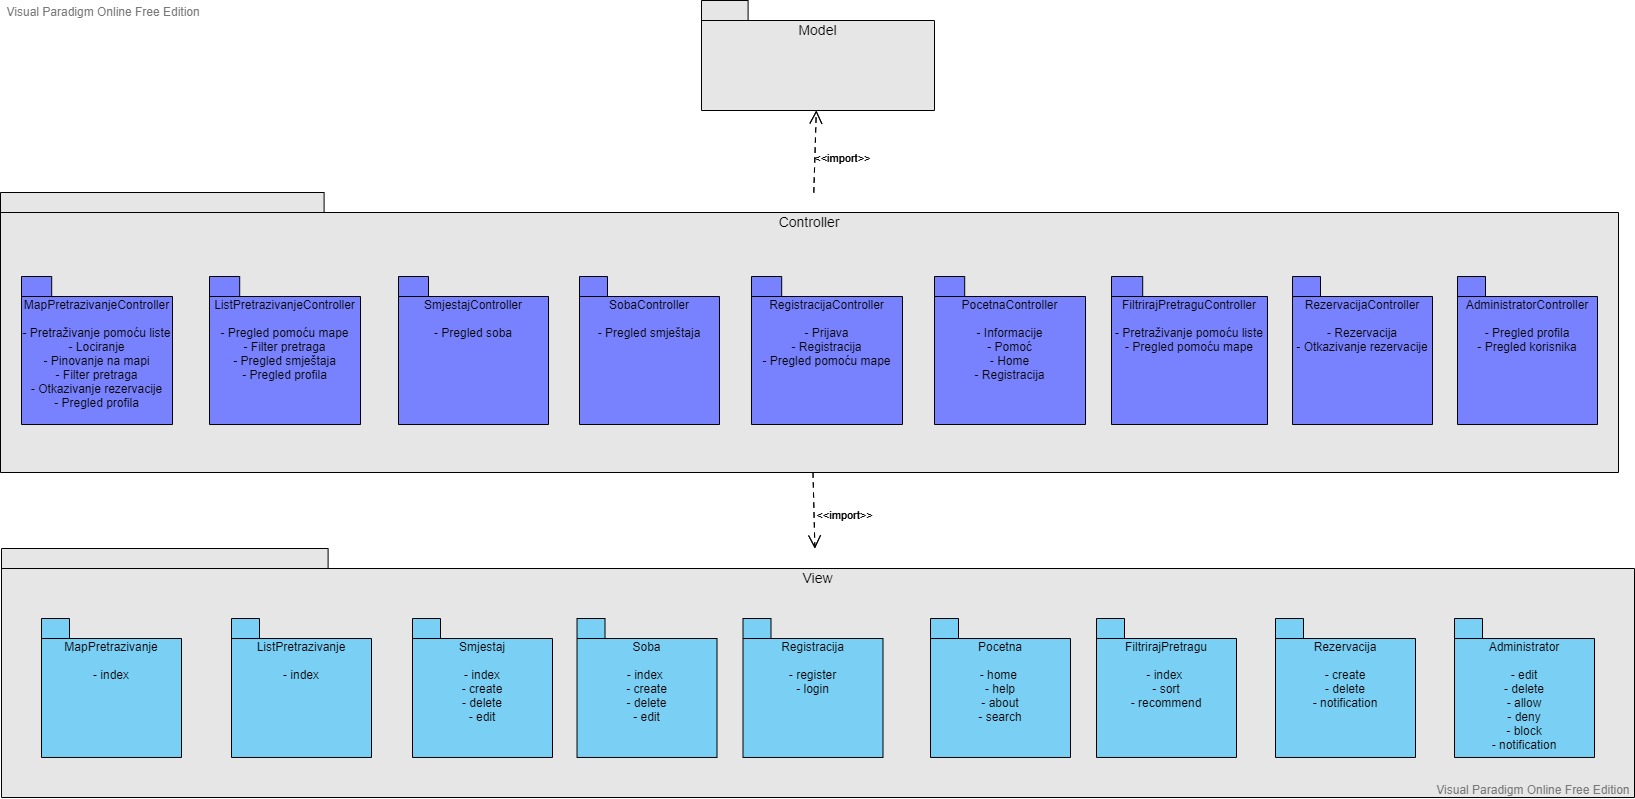 Visual Paradigm Online Free Edition
Model
<<import>>
Controller
MapPretrazivanjeController
- Pretraživanje pomoću liste
- Lociranje
- Pinovanje na mapi
- Filter pretraga
- Otkazivanje rezervacije
- Pregled profila
ListPretrazivanjeController
- Pregled pomoću mape
- Filter pretraga
- Pregled smještaja
- Pregled profila
SmjestajController
- Pregled soba
SobaController
- Pregled smještaja
RegistracijaController
- Prijava
- Registracija
- Pregled pomoću mape
PocetnaController
- Informacije
- Pomoć
- Home
- Registracija
FiltrirajPretraguController
- Pretraživanje pomoću liste
- Pregled pomoću mape
RezervacijaController
- Rezervacija
- Otkazivanje rezervacije
AdministratorController
- Pregled profila
- Pregled korisnika
<<import>>
View
MapPretrazivanje
- index
ListPretrazivanje
- index
Smjestaj
- index
- create
- delete
- edit
Soba
- index
- create
- delete
- edit
Registracija
- register
- login
Pocetna
- home
- help
- about
- search
FiltrirajPretragu
- index
- sort
- recommend
Rezervacija
- create
- delete
- notification
Administrator
- edit
- delete
- allow
- deny
- block
- notification
Visual Paradigm Online Free Edition